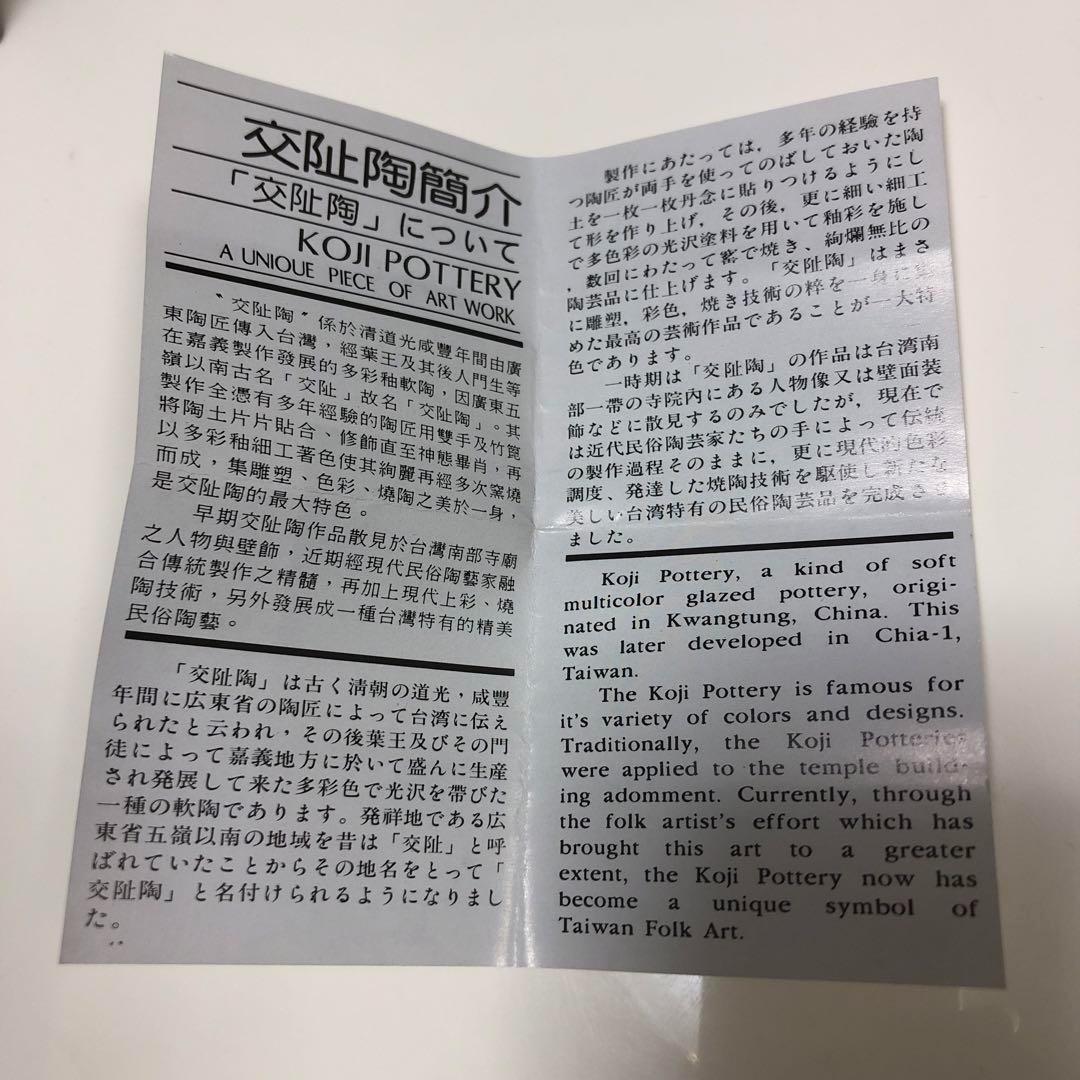 交趾陶簡介
「交趾陶」について
KOJI POTTERY
A UNIQUE PIECE OF ART WORK
〝交趾陶〞係於清道光咸豐年間由廣
東陶匠傳入台灣，經葉王及其後人門生等
在嘉義製作發展的多彩釉軟陶，因廣東五
嶺以南古名「交趾」故名「交趾陶」。其
製作全憑有多年經驗的陶匠用雙手及竹篦
將陶土片片貼合、修飾直至神態畢肖，再
以多彩釉細工著色使其絢麗再經多次窯燒
而成，集雕塑、色彩、燒陶之美於一身，
是交趾陶的最大特色。
早期交趾陶作品散見於台灣南部寺廟
之人物與壁飾，近期經現代民俗陶藝家融
合傳統製作之精髓，再加上現代上彩、燒
陶技術，另外發展成一種台灣特有的精美
民俗陶藝。
「交趾陶」は古く清朝の道光，咸豐
年間に広東省の陶匠によって台湾に伝え
られたと云われ，その後葉王及びその門
徒によって嘉義地方に於いて盛んに生産
され発展して来た多彩色で光沢を帶びた
一種の軟陶であります。発祥地である広
東省五嶺以南の地域を昔は「交趾」と呼
ばれていたことからその地名をとって「
交趾陶」と名付けられるようになりまし
た。
製作にあたっては，多年の経験を持
つ陶匠が両手を使ってのばしておいた陶
土を一枚一枚丹念に貼りつけるようにし
て形を作り上げ，その後，更に細い細工
で多色彩の光沢塗料を用いて釉彩を施し
，数回にわたって窯で焼き、絢爛無比の
陶芸品に仕上げます。「交趾陶」はまさ
に雕塑，彩色，焼き技術の粋を一身に集
めた最高の芸術作品であることが一大特
色であります。
一時期は「交趾陶」の作品は台湾南
部一帯の寺院内にある人物像又は壁面装
飾などに散見するのみでしたが，現在で
は近代民俗陶芸家たちの手によって伝統
の製作過程そのままに，更に現代的色彩
調度、発達した焼陶技術を駆使し新たな
美しい台湾特有の民俗陶芸品を完成させ
ました。
Koji Pottery, a kind of soft
multicolor glazed pottery, origi-
nated in Kwangtung, China. This
was later developed in Chia-1,
Taiwan.
The Koji Pottery is famous for
it's variety of colors and designs.
Traditionally, the Koji Potteries
were applied to the temple build-
ing adomment. Currently, through
the folk artist's effort which has
brought this art to a greater
extent, the Koji Pottery now has
become a unique symbol of
Taiwan Folk Art.